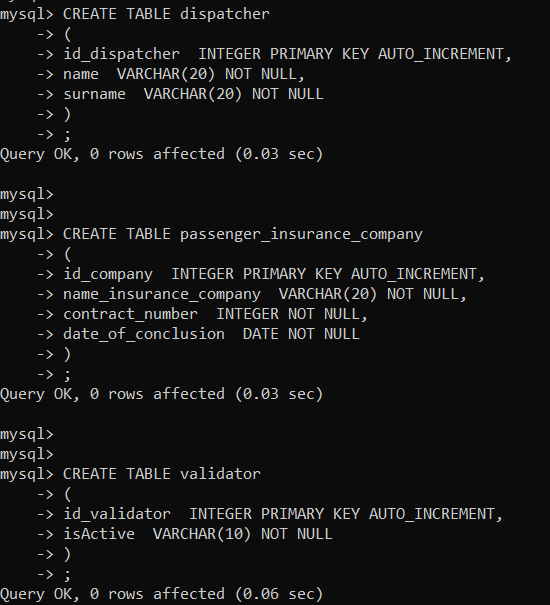 mysql> CREATE TABLE dispatcher
    -> (
    -> id_dispatcher  INTEGER PRIMARY KEY AUTO_INCREMENT,
    -> name  VARCHAR(20) NOT NULL,
    -> surname  VARCHAR(20) NOT NULL
    -> )
    -> ;
Query OK, 0 rows affected (0.03 sec)

mysql>
mysql>
mysql> CREATE TABLE passenger_insurance_company
    -> (
    -> id_company  INTEGER PRIMARY KEY AUTO_INCREMENT,
    -> name_insurance_company  VARCHAR(20) NOT NULL,
    -> contract_number  INTEGER NOT NULL,
    -> date_of_conclusion  DATE NOT NULL
    -> )
    -> ;
Query OK, 0 rows affected (0.03 sec)

mysql>
mysql>
mysql> CREATE TABLE validator
    -> (
    -> id_validator  INTEGER PRIMARY KEY AUTO_INCREMENT,
    -> isActive  VARCHAR(10) NOT NULL
    -> )
    -> ;
Query OK, 0 rows affected (0.06 sec)